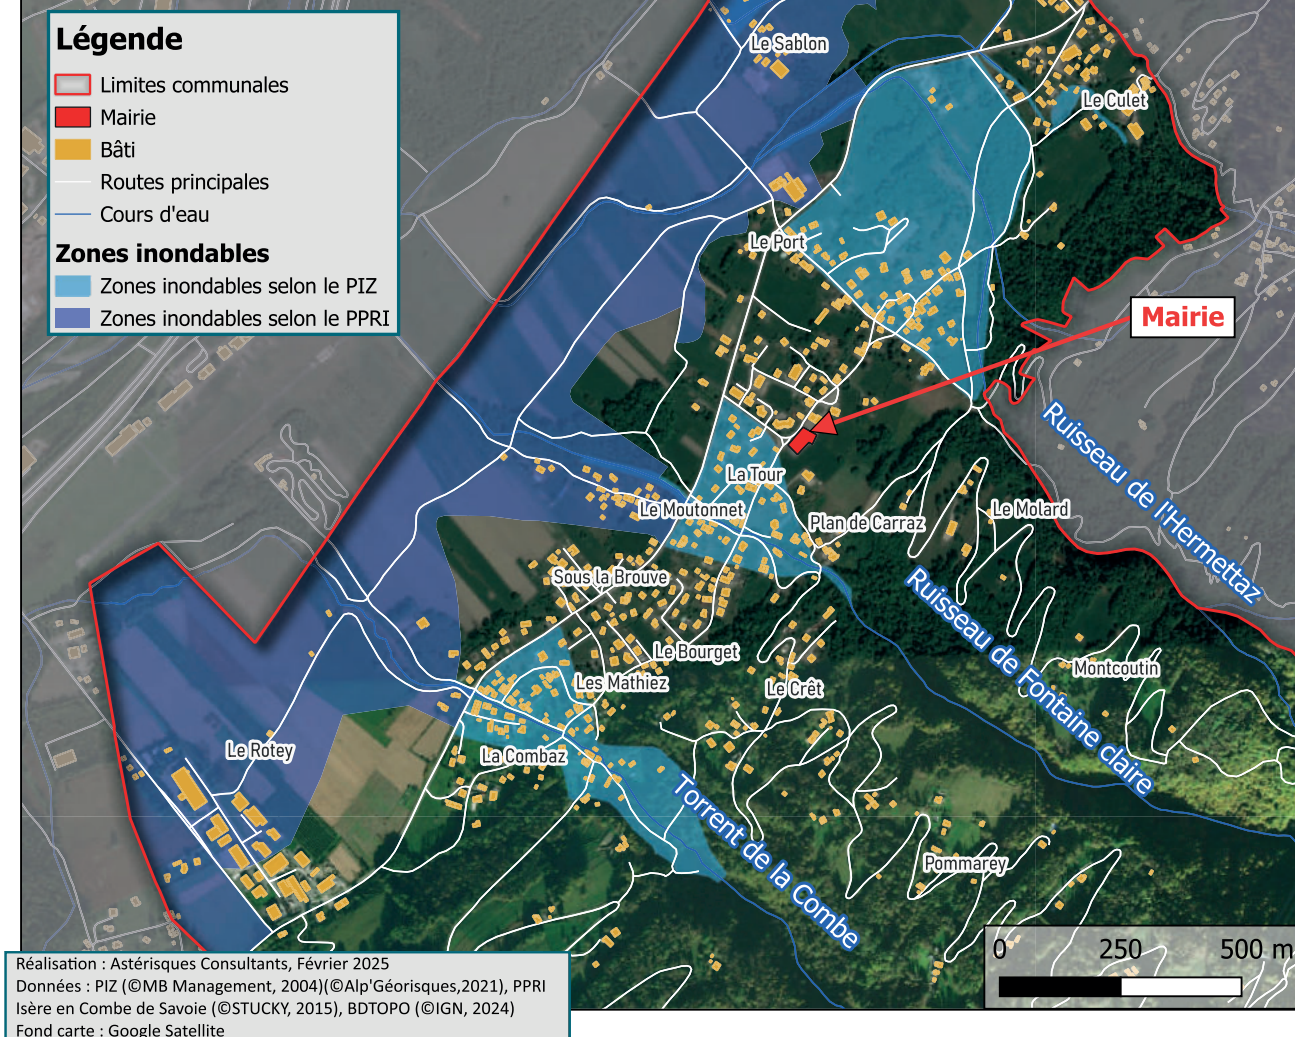 Légende
Limites communales
Mairie
Bâti
Routes principales
Cours d'eau
Zones inondables
Zones inondables selon le PIZ
Zones inondables selon le PPRI
Le Sablon
Le Culet
Le Port
Mairie
La Tour
Le Moutonnet
Plan de Carraz
Le Molard
Ruisseau de l'Hermettaz
Sous la Brouve
Ruisseau de Fontaine claire
Le Bourget
Les Mathiez
Le Crêt
Montcoutin
Le Rotey
La Combaz
Torrent de la Combe
Pommarey
0 250 500 m
Réalisation : Astérisques Consultants, Février 2025
Données : PIZ (©MB Management, 2004)(©Alp'Géorisques,2021), PPRI
Isère en Combe de Savoie (©STUCKY, 2015), BDTOPO (©IGN, 2024)
Fond carte : Google Satellite